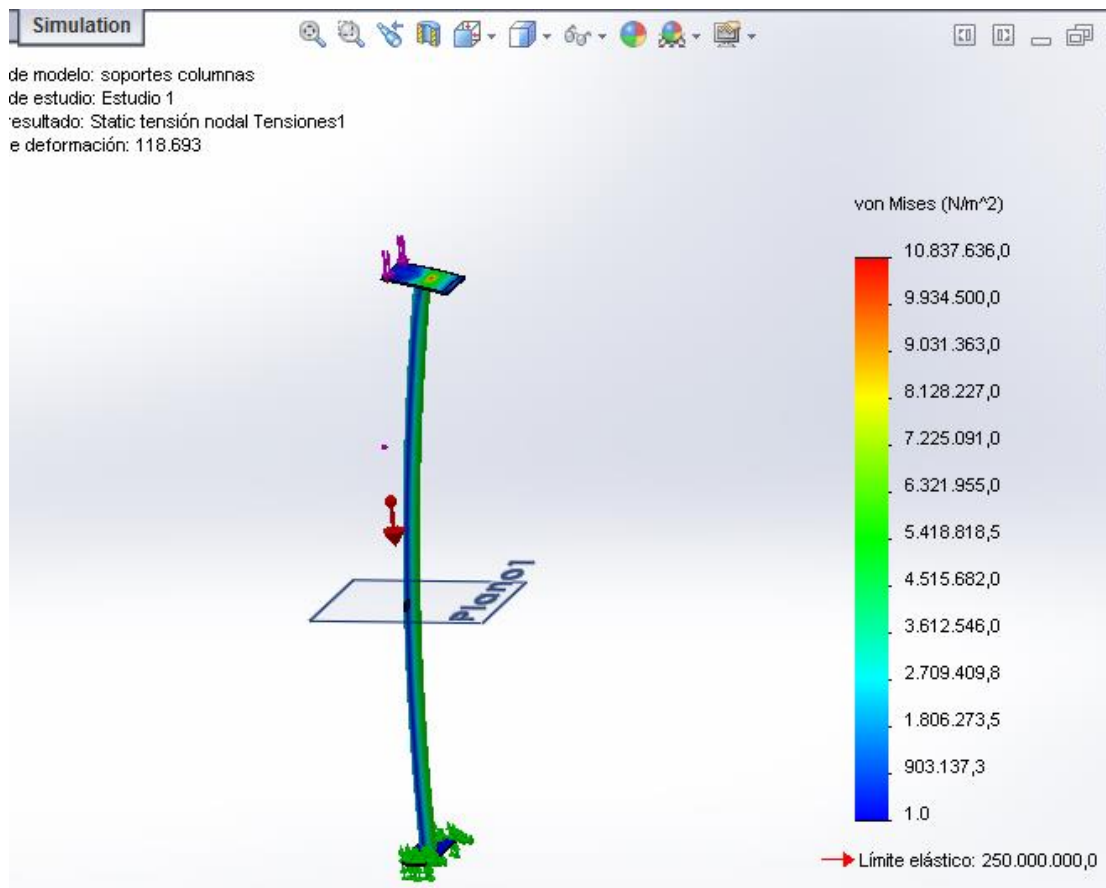 Simulation
de modelo: soportes columnas
de estudio: Estudio 1
resultado: Static tensión nodal Tensiones1
e deformación: 118.693
von Mises (N/m^2)
10.837.636,0
9.934.500,0
9.031.363,0
8.128.227,0
7.225.091,0
6.321.955,0
5.418.818,5
4.515.682,0
3.612.546,0
2.709.409,8
1.806.273,5
903.137,3
1.0
Límite elástico: 250.000.000,0
Plano1